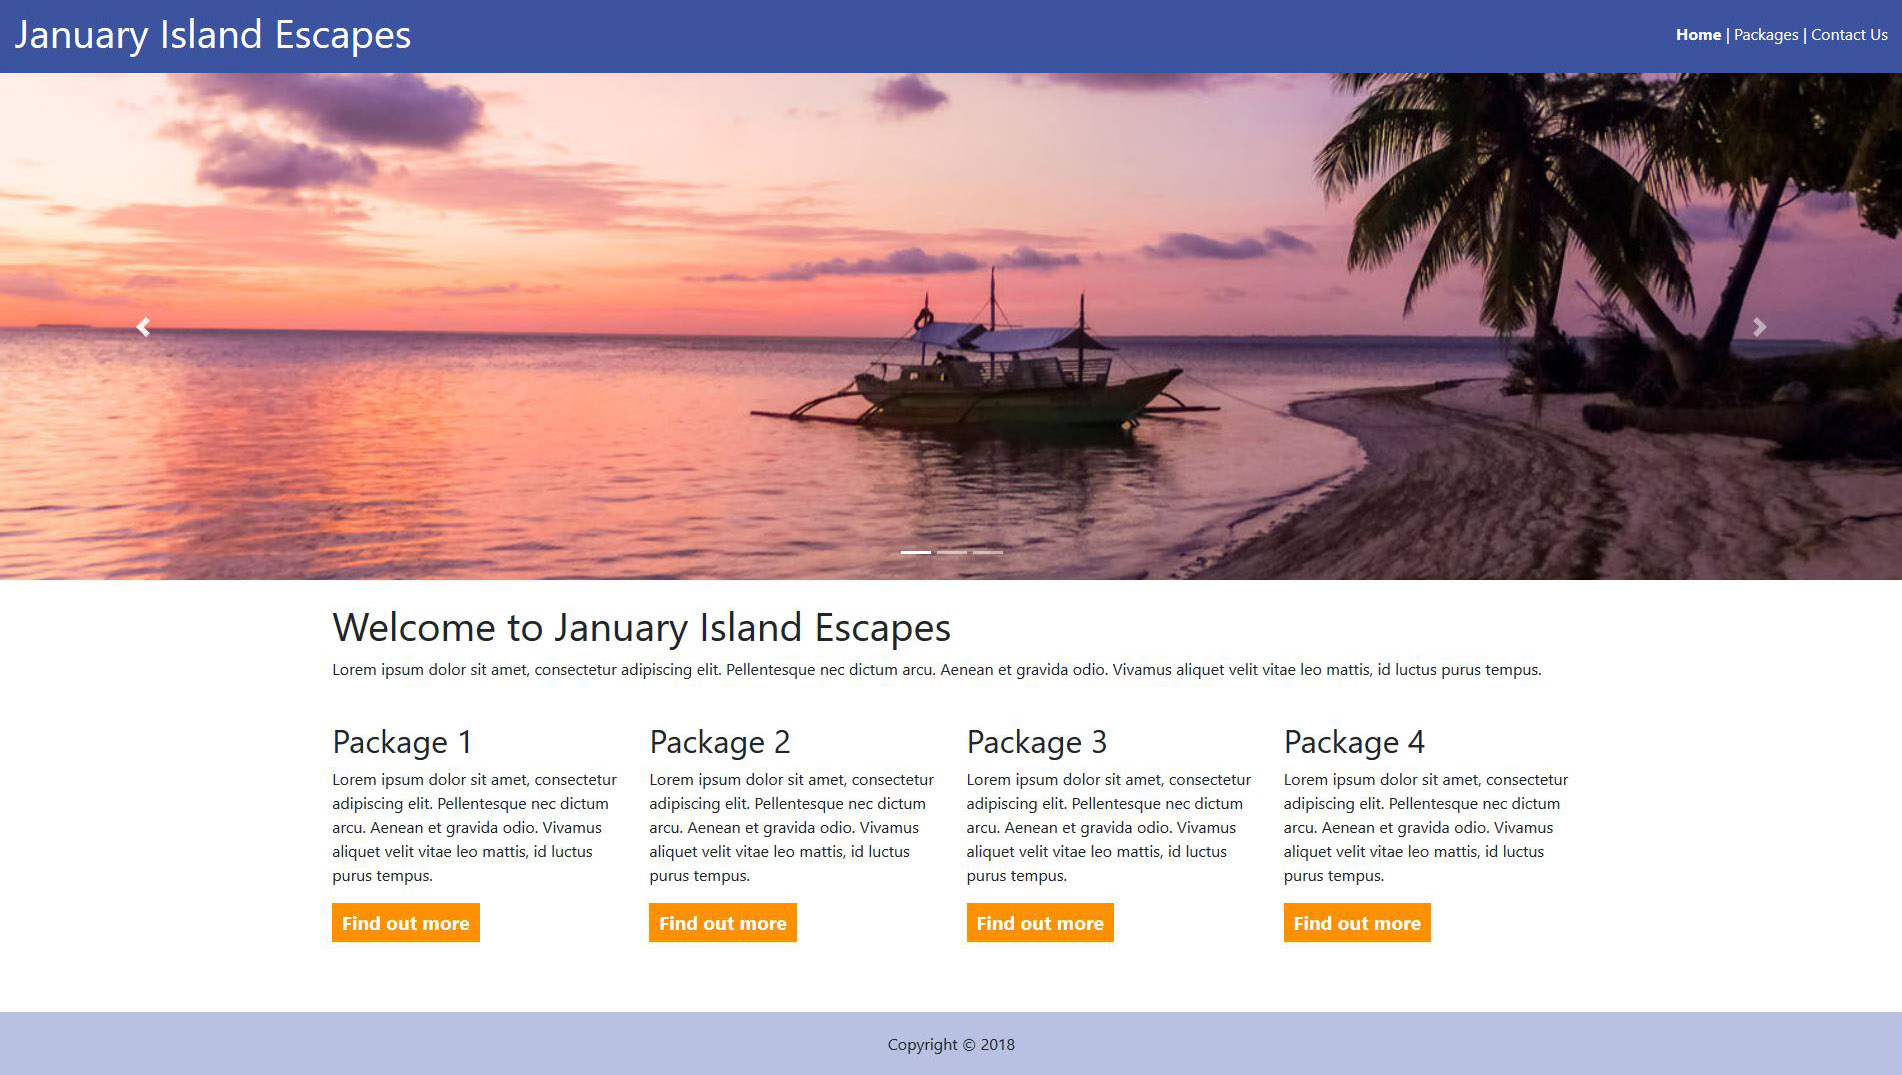 January Island Escapes
Home | Packages | Contact Us
Welcome to January Island Escapes
Lorem ipsum dolor sit amet, consectetur adipiscing elit. Pellentesque nec dictum arcu. Aenean et gravida odio. Vivamus aliquet velit vitae leo mattis, id luctus purus tempus.
Package 1
Lorem ipsum dolor sit amet, consectetur
adipiscing elit. Pellentesque nec dictum
arcu. Aenean et gravida odio. Vivamus
aliquet velit vitae leo mattis, id luctus
purus tempus.
Find out more
Package 2
Lorem ipsum dolor sit amet, consectetur
adipiscing elit. Pellentesque nec dictum
arcu. Aenean et gravida odio. Vivamus
aliquet velit vitae leo mattis, id luctus
purus tempus.
Find out more
Package 3
Lorem ipsum dolor sit amet, consectetur
adipiscing elit. Pellentesque nec dictum
arcu. Aenean et gravida odio. Vivamus
aliquet velit vitae leo mattis, id luctus
purus tempus.
Find out more
Package 4
Lorem ipsum dolor sit amet, consectetur
adipiscing elit. Pellentesque nec dictum
arcu. Aenean et gravida odio. Vivamus
aliquet velit vitae leo mattis, id luctus
purus tempus.
Find out more
Copyright © 2018